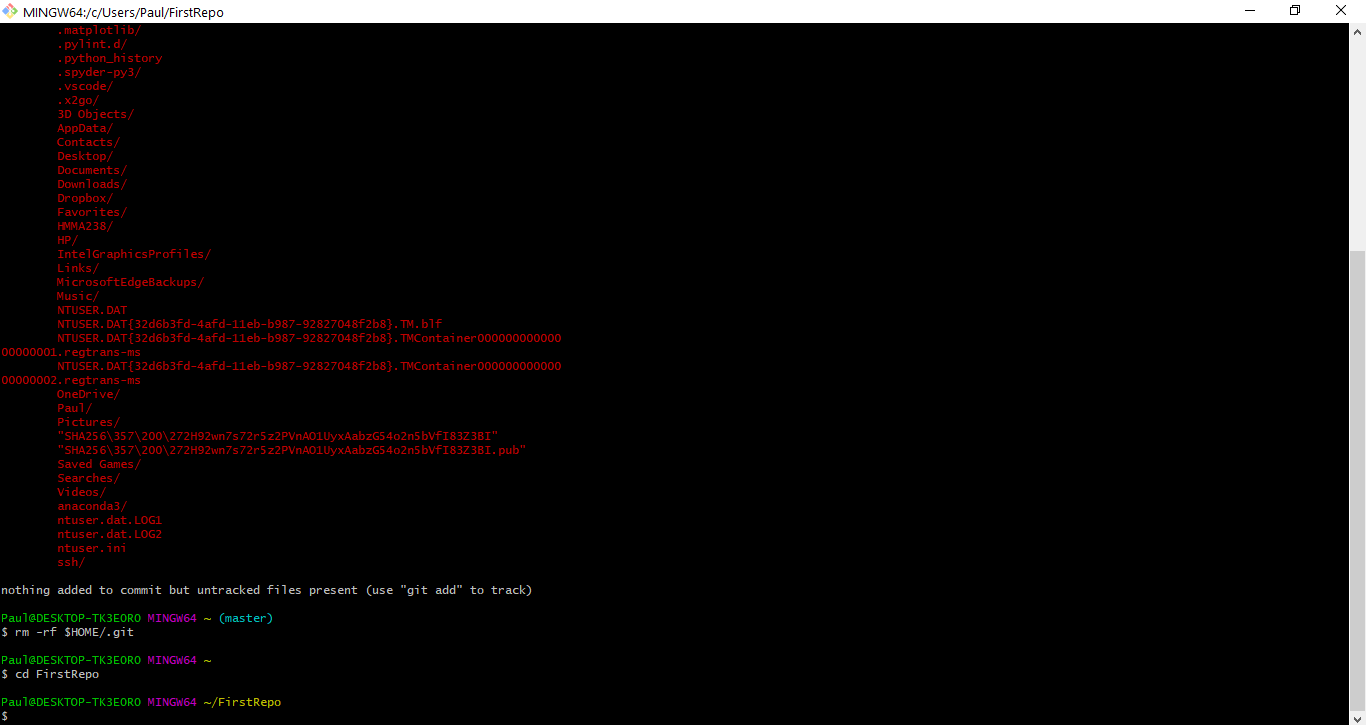 MINGW64:/c/Users/Paul/FirstRepo
.matplotlib/
.pylint.d/
.python_history
.spyder-py3/
.vscode/
.x2go/
3D Objects/
AppData/
Contacts/
Desktop/
Documents/
Downloads/
Dropbox/
Favorites/
HMMA238/
HP/
IntelGraphicsProfiles/
Links/
MicrosoftEdgeBackups/
Music/
NTUSER.DAT
NTUSER.DAT{32d6b3fd-4afd-11eb-b987-92827048f2b8}.TM.blf
NTUSER.DAT{32d6b3fd-4afd-11eb-b987-92827048f2b8}.TMContainer000000000000
00000001.regtrans-ms
NTUSER.DAT{32d6b3fd-4afd-11eb-b987-92827048f2b8}.TMContainer000000000000
00000002.regtrans-ms
OneDrive/
Paul/
Pictures/
"SHA256\357\200\272H92wn7s72r5z2PVnAO1UyxAabzG54o2n5bVfI83Z3BI"
"SHA256\357\200\272H92wn7s72r5z2PVnAO1UyxAabzG54o2n5bVfI83Z3BI.pub"
Saved Games/
Searches/
Videos/
anaconda3/
ntuser.dat.LOG1
ntuser.dat.LOG2
ntuser.ini
ssh/
nothing added to commit but untracked files present (use "git add" to track)
Paul@DESKTOP-TK3EORO MINGW64 ~ (master)
$ rm -rf $HOME/.git
Paul@DESKTOP-TK3EORO MINGW64 ~
$ cd FirstRepo
Paul@DESKTOP-TK3EORO MINGW64 ~/FirstRepo
$